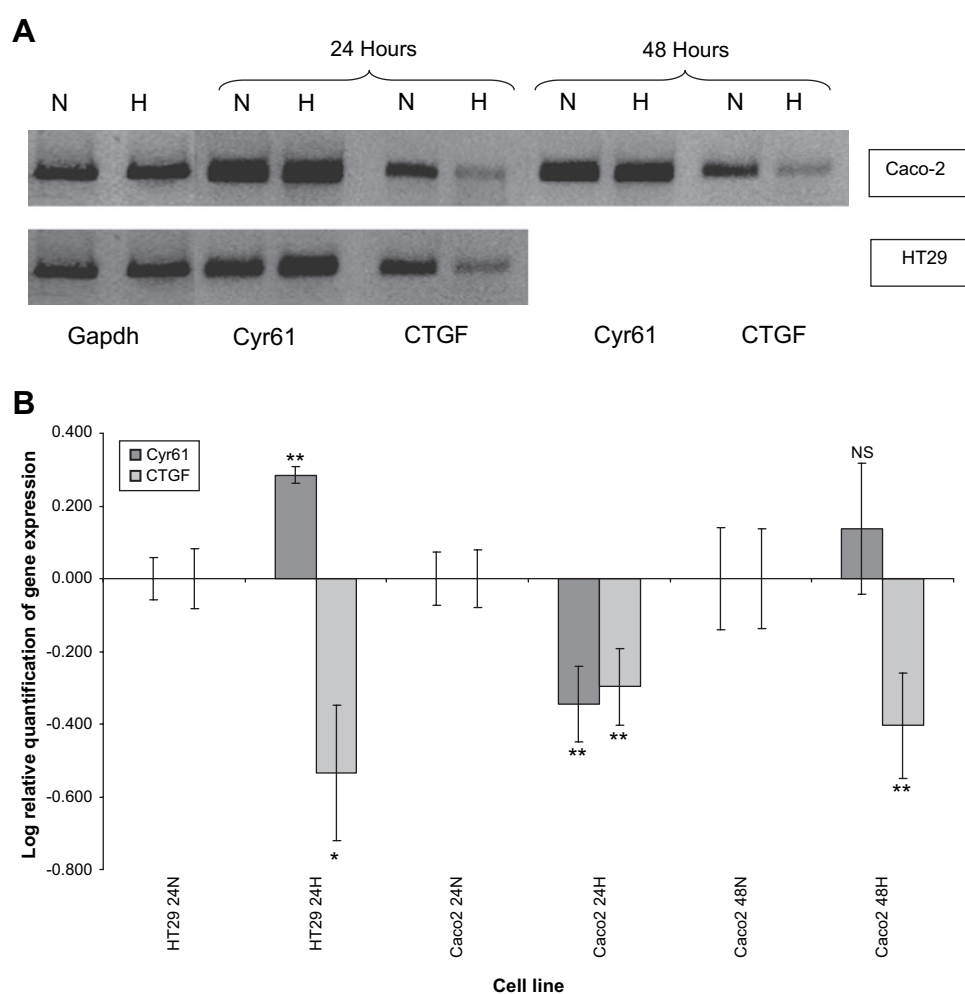 A
24 Hours 48 Hours
N H N H N H N H N H
Caco-2
HT29
Gapdh Cyr61 CTGF Cyr61 CTGF
B
Log relative quantification of gene expression
0.400
0.200
0.000
-0.200
-0.400
-0.600
-0.800
Cyr61
CTGF
**
*
**
**
NS
**
HT29 24N
HT29 24H
Caco2 24N
Caco2 24H
Caco2 48N
Caco2 48H
Cell line